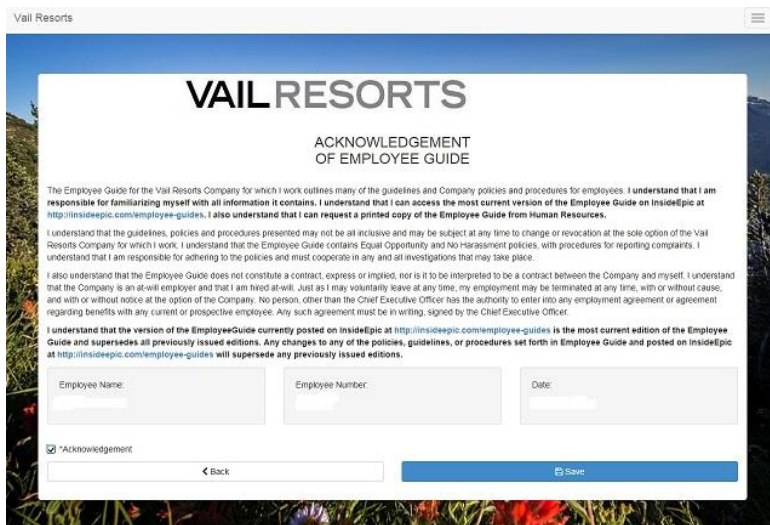 Vail Resorts
VAIL RESORTS
ACKNOWLEDGEMENT
OF EMPLOYEE GUIDE
The Employee Guide for the Vail Resorts Company for which I work outlines many of the guidelines and Company policies and procedures for employees. I understand that I am
responsible for familiarizing myself with all information it contains. I understand that I can access the most current version of the Employee Guide on InsideEpic at
http://insideepic.com/employee-guides. I also understand that I can request a printed copy of the Employee Guide from Human Resources.
I understand that the guidelines, policies and procedures presented may not be all inclusive and may be subject at any time to change or revocation at the sole option of the Vail
Resorts Company for which I work. I understand that the Employee Guide contains Equal Opportunity and No Harassment policies, with procedures for reporting complaints. I
understand that I am responsible for adhering to the policies and must cooperate in any and all investigations that may take place.
I also understand that the Employee Guide does not constitute a contract, express or implied, nor is it to be interpreted to be a contract between the Company and myself. I understand
that the Company is an at-will employer and that I am hired at-will. Just as I may voluntarily leave at any time, my employment may be terminated at any time, with or without cause,
and with or without notice at the option of the Company. No person, other than the Chief Executive Officer has the authority to enter into any employment agreement or agreement
regarding benefits with any current or prospective employee. Any such agreement must be in writing, signed by the Chief Executive Officer.
I understand that the version of the EmployeeGuide currently posted on InsideEpic at http://insideepic.com/employee-guides is the most current edition of the Employee
Guide and supersedes all previously issued editions. Any changes to any of the policies, guidelines, or procedures set forth in Employee Guide and posted on InsideEpic
at http://insideepic.com/employee-guides will supersede any previously issued editions.
Employee Name:
Employee Number:
Date:
*Acknowledgement
Back
Save